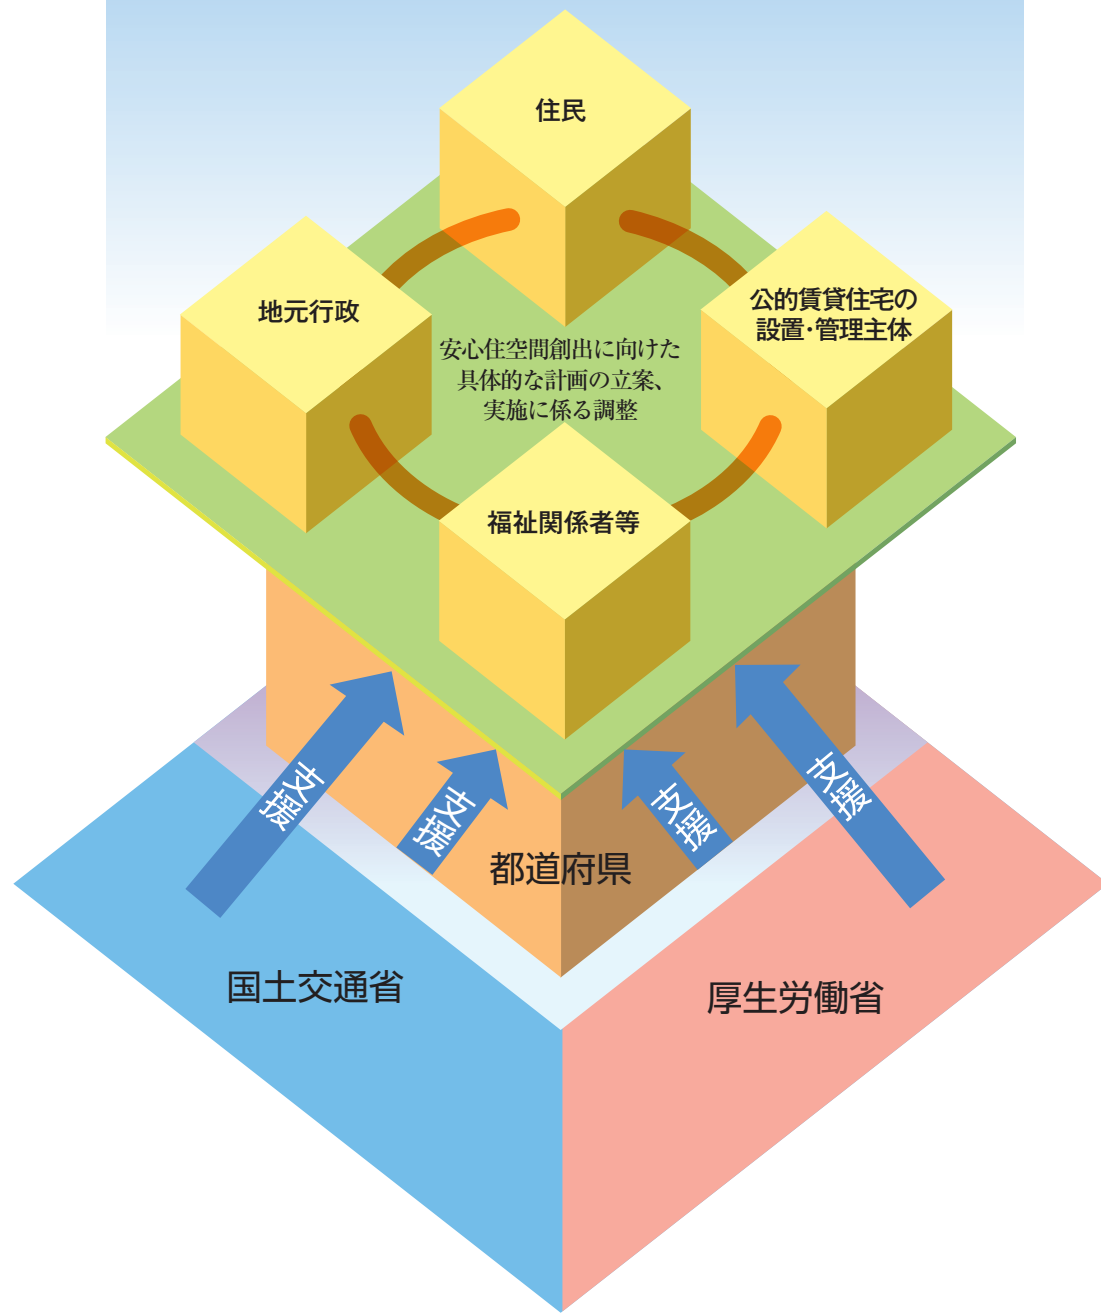 住民
地元行政
公的賃貸住宅の
設置・管理主体
安心住空間創出に向けた
具体的な計画の立案、
実施に係る調整
福祉関係者等
支援
支援
支援
支援
都道府県
国土交通省
厚生労働省